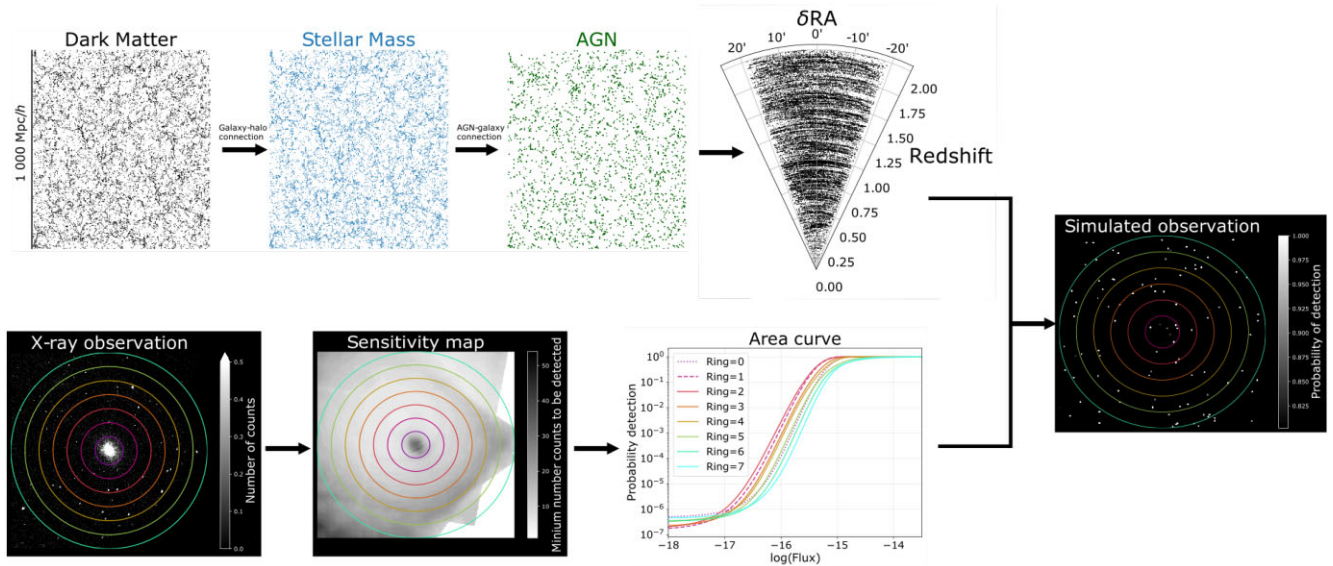 Dark Matter
1 000 Mpc/h
Galaxy-halo
connection
Stellar Mass
AGN-galaxy
connection
AGN
δRA
20' 10' 0' -10' -20'
2.00
1.75
1.50
1.25
1.00
0.75
0.50
0.25
0.00
Redshift
X-ray observation
0.5
0.4
0.3
0.2
0.1
0.0
Number of counts
Sensitivity map
50
40
30
20
10
Minium number counts to be detected
Area curve
Probability detection
10⁰
10⁻¹
10⁻²
10⁻³
10⁻⁴
10⁻⁵
10⁻⁶
10⁻⁷
Ring=0
Ring=1
Ring=2
Ring=3
Ring=4
Ring=5
Ring=6
Ring=7
−18 −17 −16 −15 −14
log(Flux)
Simulated observation
1.000
0.975
0.950
0.925
0.900
0.875
0.850
0.825
Probability of detection